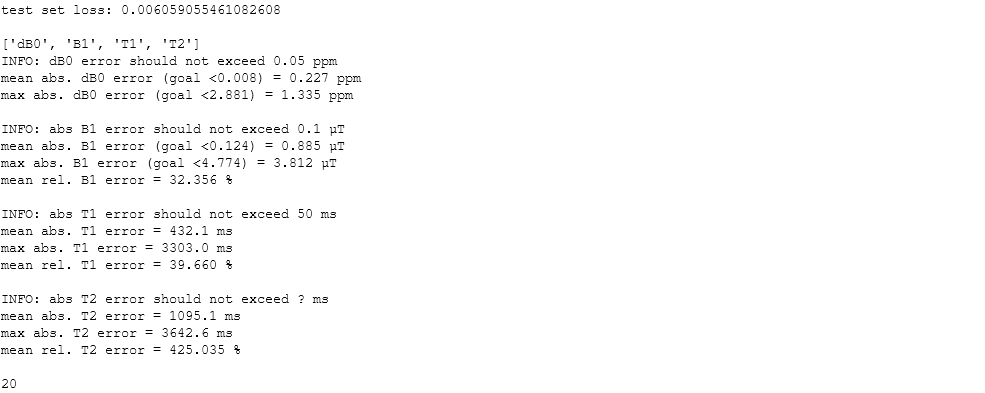 test set loss: 0.006059055461082608
['dB0', 'B1', 'T1', 'T2']
INFO: dB0 error should not exceed 0.05 ppm
mean abs. dB0 error (goal <0.008) = 0.227 ppm
max abs. dB0 error (goal <2.881) = 1.335 ppm
INFO: abs B1 error should not exceed 0.1 µT
mean abs. B1 error (goal <0.124) = 0.885 µT
max abs. B1 error (goal <4.774) = 3.812 µT
mean rel. B1 error = 32.356 %
INFO: abs T1 error should not exceed 50 ms
mean abs. T1 error = 432.1 ms
max abs. T1 error = 3303.0 ms
mean rel. T1 error = 39.660 %
INFO: abs T2 error should not exceed ? ms
mean abs. T2 error = 1095.1 ms
max abs. T2 error = 3642.6 ms
mean rel. T2 error = 425.035 %
20